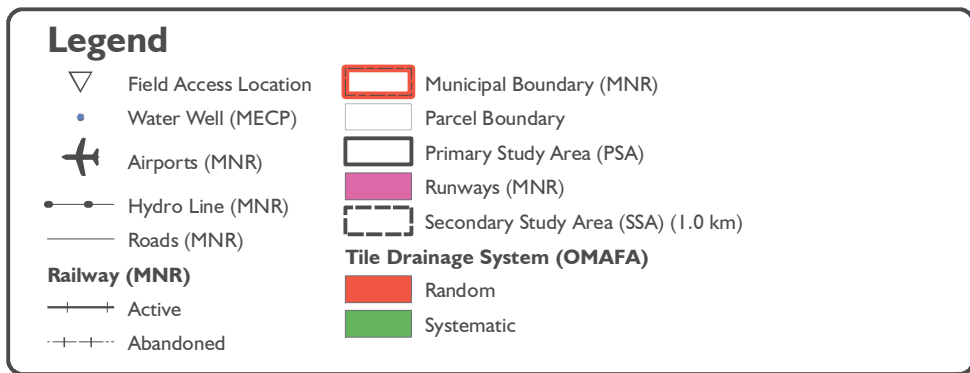 Legend
Field Access Location
Water Well (MECP)
Airports (MNR)
Hydro Line (MNR)
Roads (MNR)
Railway (MNR)
Active
Abandoned
Municipal Boundary (MNR)
Parcel Boundary
Primary Study Area (PSA)
Runways (MNR)
Secondary Study Area (SSA) (1.0 km)
Tile Drainage System (OMAFA)
Random
Systematic